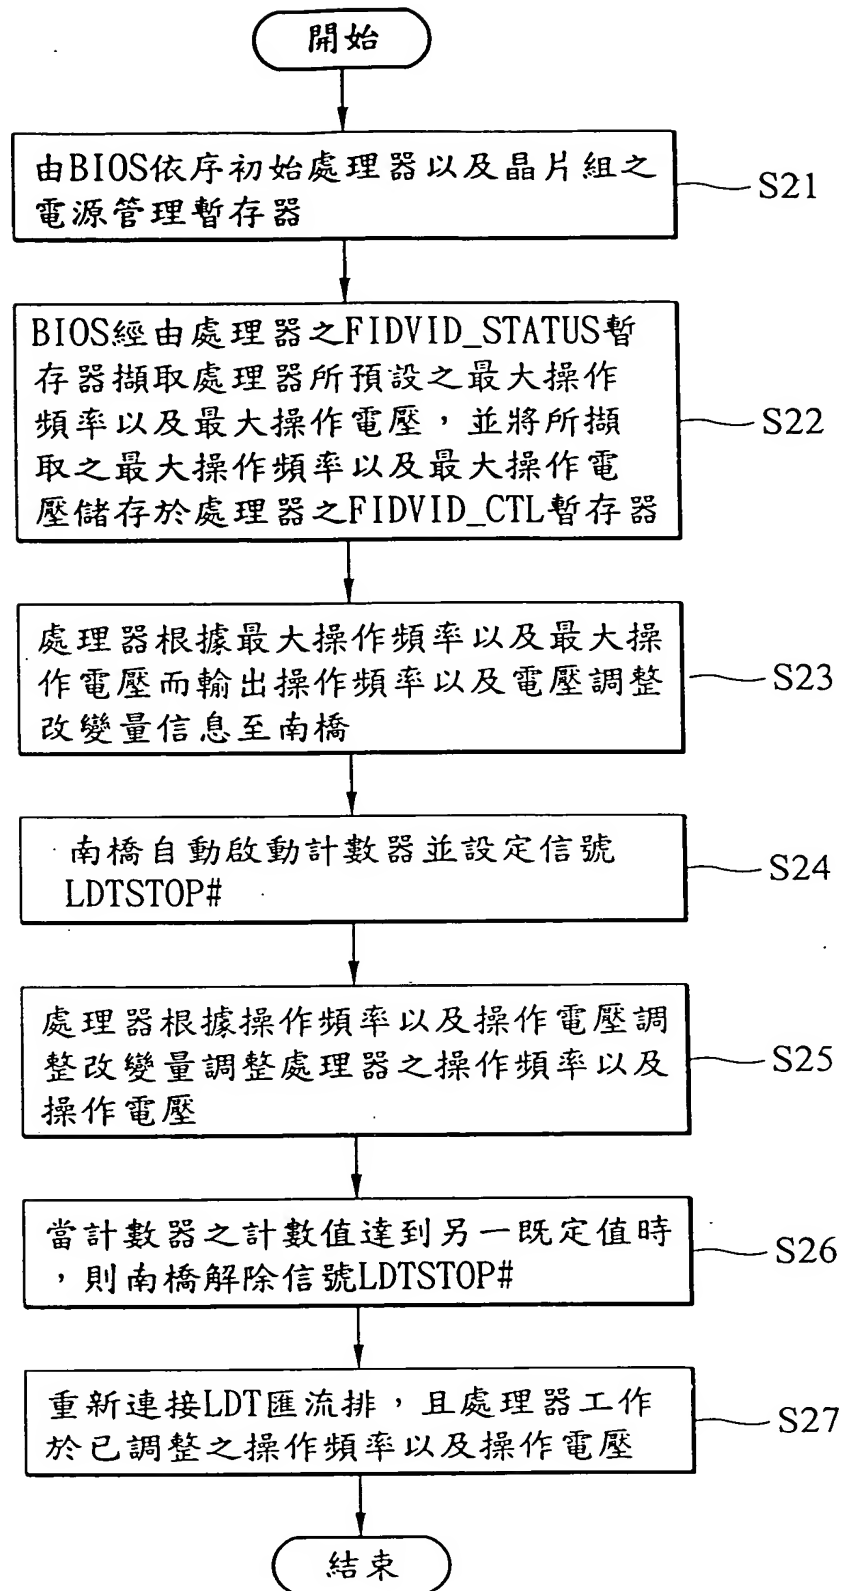 開始
由BIOS依序初始處理器以及晶片組之
電源管理暫存器
S21
BIOS經由處理器之FIDVID_STATUS暫
存器擷取處理器所預設之最大操作
頻率以及最大操作電壓，並將所擷
取之最大操作頻率以及最大操作電
壓儲存於處理器之FIDVID_CTL暫存器
S22
處理器根據最大操作頻率以及最大操
作電壓而輸出操作頻率以及電壓調整
改變量信息至南橋
S23
南橋自動啟動計數器並設定信號
LDTSTOP#
S24
處理器根據操作頻率以及操作電壓調
整改變量調整處理器之操作頻率以及
操作電壓
S25
當計數器之計數值達到另一既定值時
，則南橋解除信號LDTSTOP#
S26
重新連接LDT匯流排，且處理器工作
於已調整之操作頻率以及操作電壓
S27
結束